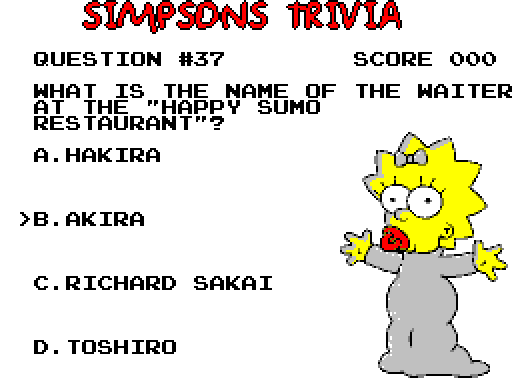 SIMPSONS TRIVIA
QUESTION #37 SCORE 000
WHAT IS THE NAME OF THE WAITER
AT THE "HAPPY SUMO
RESTAURANT"?
A.HAKIRA
>B.AKIRA
C.RICHARD SAKAI
D.TOSHIRO